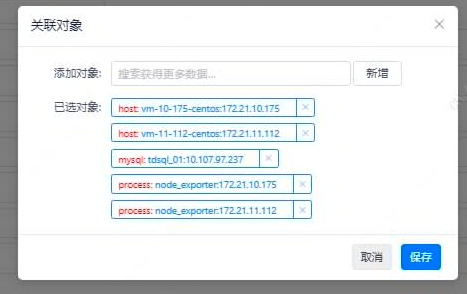 关联对象
添加对象: 搜索获得更多数据... 新增
已选对象: host: vm-10-175-centos:172.21.10.175
host: vm-11-112-centos:172.21.11.112
mysql: tdsql_01:10.107.97.237
process: node_exporter:172.21.10.175
process: node_exporter:172.21.11.112
取消 保存